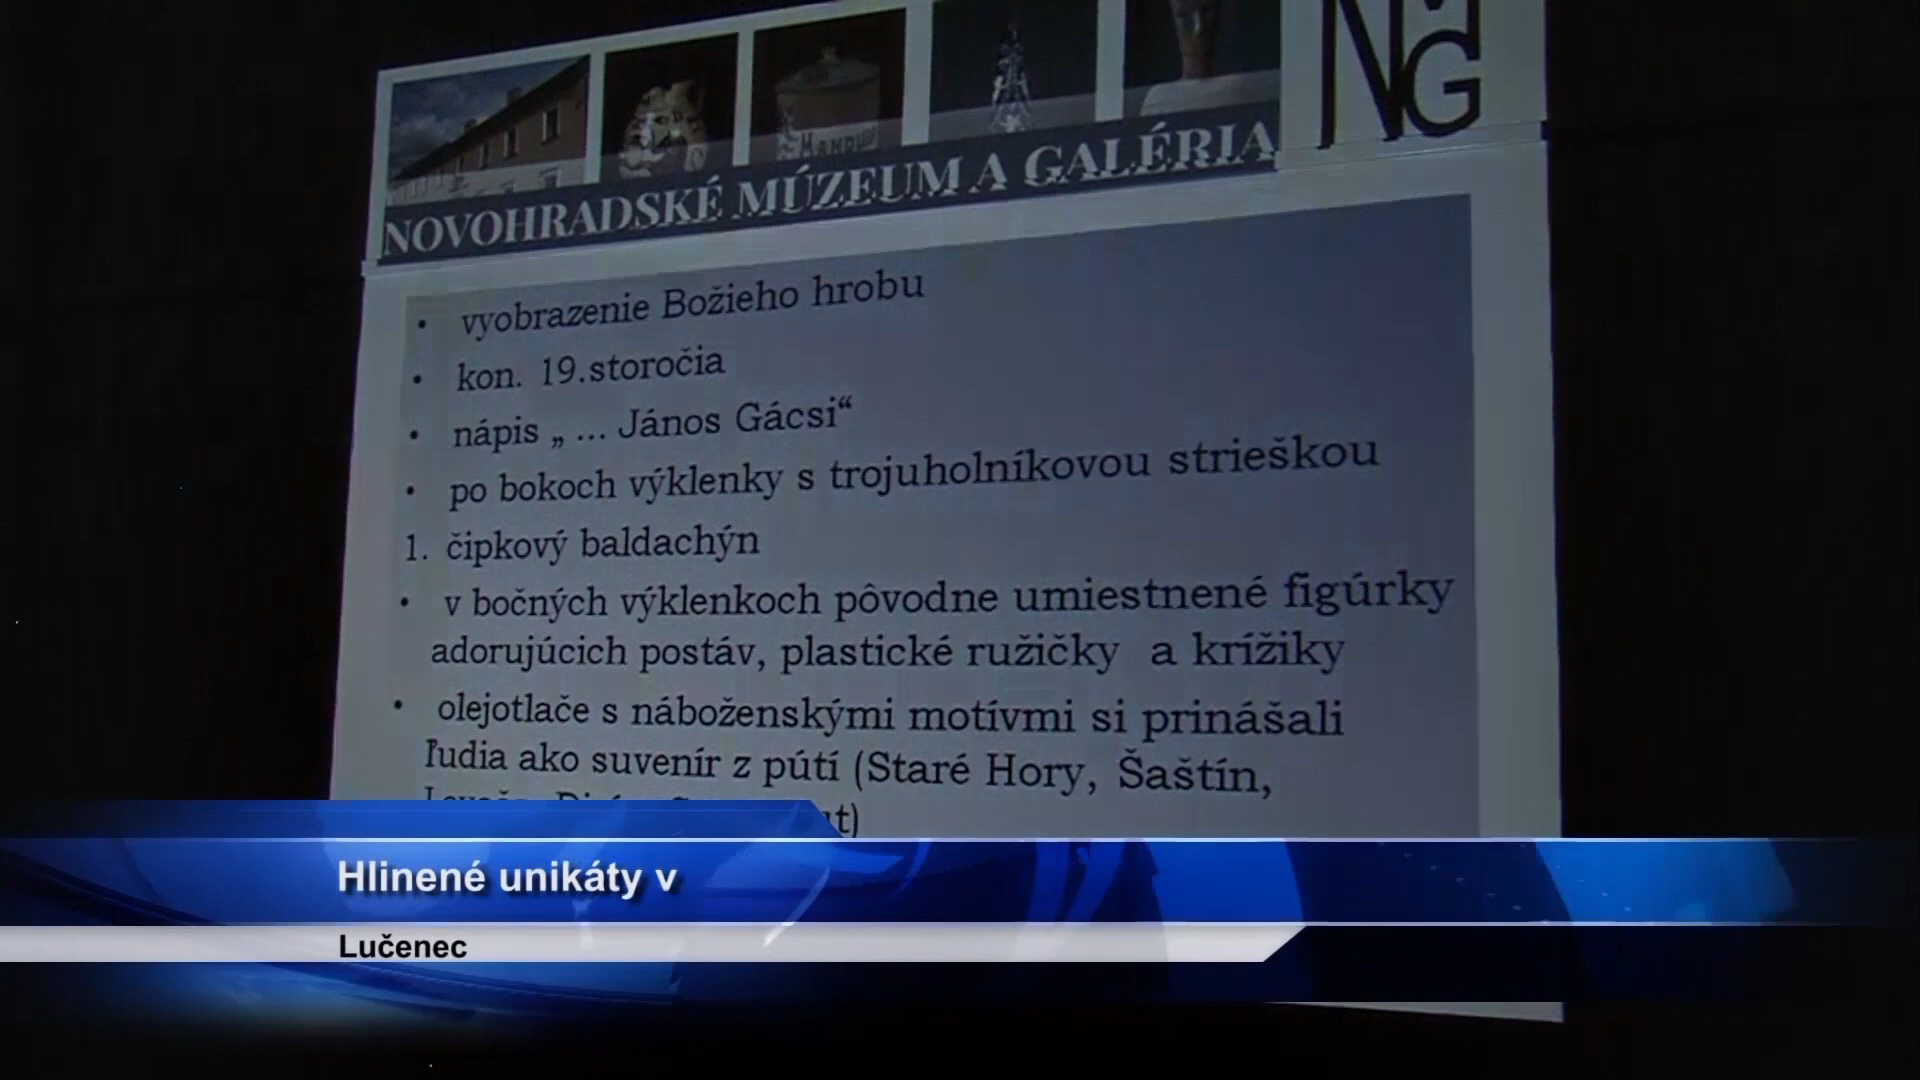 NMG
MANDU
NOVOHRADSKÉ MÚZEUM A GALÉRIA
• vyobrazenie Božieho hrobu
• kon. 19.storočia
• nápis „ ... János Gácsi“
• po bokoch výklenky s trojuholníkovou strieškou
1. čipkový baldachýn
• v bočných výklenkoch pôvodne umiestnené figúrky
adorujúcich postáv, plastické ružičky a krížiky
• olejotlače s náboženskými motívmi si prinášali
ľudia ako suvenír z pútí (Staré Hory, Šaštín,
Hlinené unikáty v
Lučenec